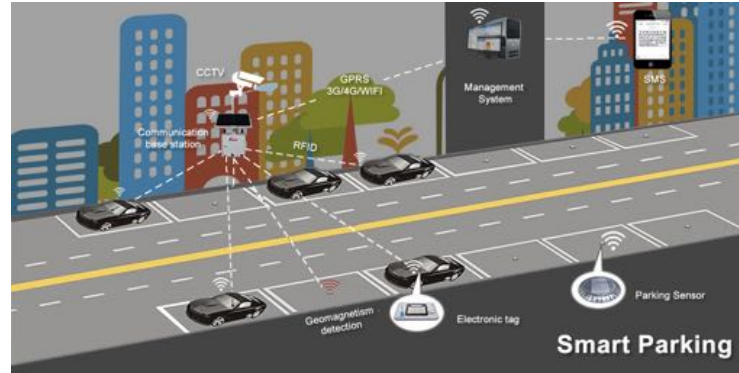 CCTV
GPRS
3G/4G/WIFI
Management
System
SMS
Communication
base station
RFID
Geomagnetism
detection
Electronic tag
Parking Sensor
Smart Parking